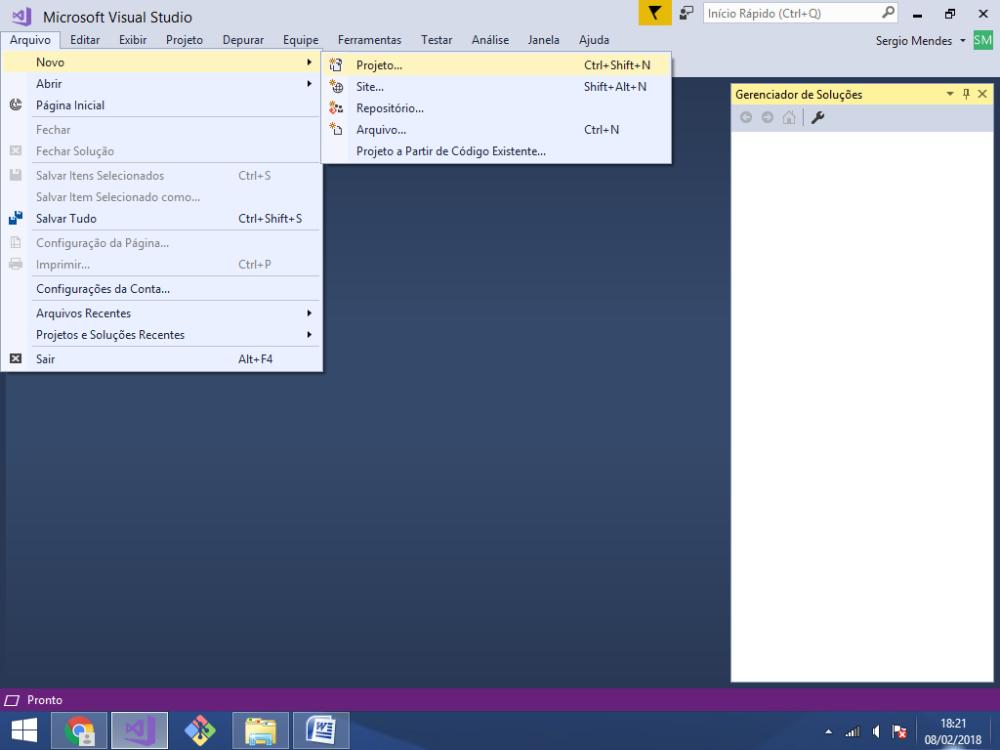 Microsoft Visual Studio
Início Rápido (Ctrl+Q)
Arquivo Editar Exibir Projeto Depurar Equipe Ferramentas Testar Análise Janela Ajuda
Sergio Mendes SM
Novo
Abrir
Página Inicial
Fechar
Fechar Solução
Salvar Itens Selecionados Ctrl+S
Salvar Item Selecionado como...
Salvar Tudo Ctrl+Shift+S
Configuração da Página...
Imprimir... Ctrl+P
Configurações da Conta...
Arquivos Recentes
Projetos e Soluções Recentes
Sair Alt+F4
Projeto... Ctrl+Shift+N
Site... Shift+Alt+N
Repositório...
Arquivo... Ctrl+N
Projeto a Partir de Código Existente...
Gerenciador de Soluções
Pronto
18:21
08/02/2018